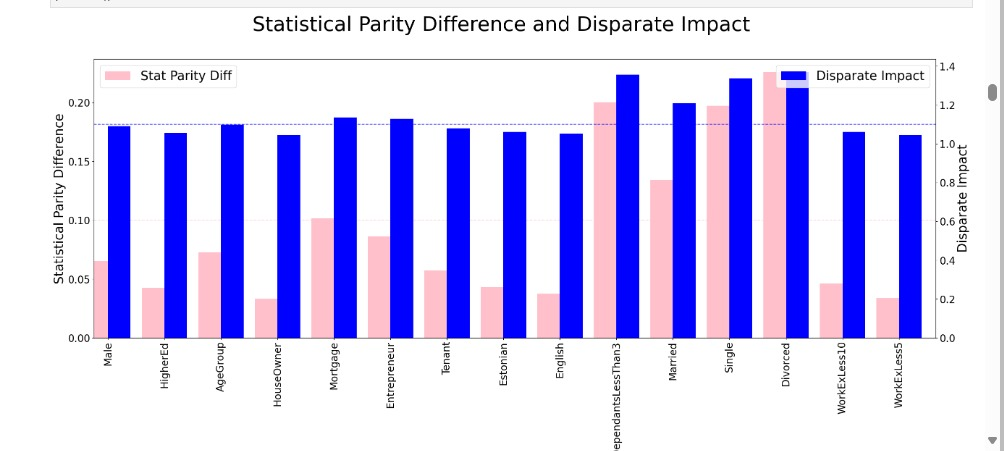 Statistical Parity Difference and Disparate Impact
Stat Parity Diff
Disparate Impact
Statistical Parity Difference
0.20
0.15
0.10
0.05
0.00
1.4
1.2
1.0
0.8
0.6
0.4
0.2
0.0
Disparate Impact
Male
HigherEd
AgeGroup
HouseOwner
Mortgage
Entrepreneur
Tenant
Estonian
English
ependantsLessThan3
Married
Single
Divorced
WorkExLess10
WorkExLess5